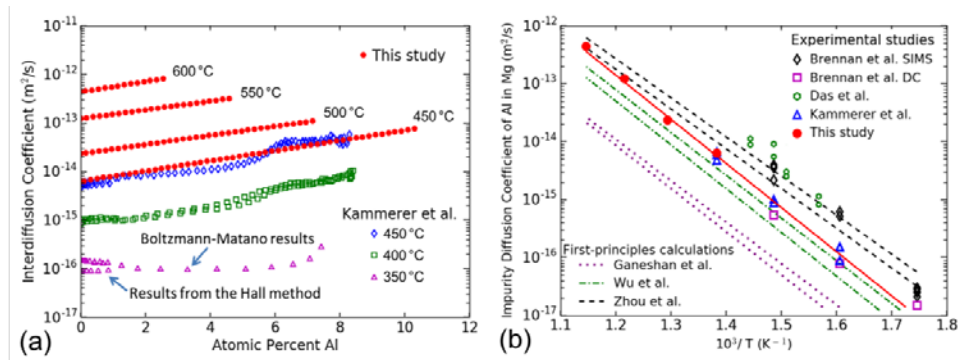 10⁻¹¹
10⁻¹²
10⁻¹³
10⁻¹⁴
10⁻¹⁵
10⁻¹⁶
10⁻¹⁷
Interdiffusion Coefficient (m²/s)
This study
600 °C
550 °C
500 °C
450 °C
Kammerer et al.
450 °C
400 °C
350 °C
Boltzmann-Matano results
Results from the Hall method
0 2 4 6 8 10
Atomic Percent Al
(a)
10⁻¹²
10⁻¹³
10⁻¹⁴
10⁻¹⁵
10⁻¹⁶
10⁻¹⁷
Impurity Diffusion Coefficient of Al in Mg (m²/s)
Experimental studies
Brennan et al. SIMS
Brennan et al. DC
Das et al.
Kammerer et al.
This study
First-principles calculations
Ganeshan et al.
Wu et al.
Zhou et al.
1.1 1.2 1.3 1.4 1.5 1.6 1.7 1.8
10³/T (K⁻¹)
(b)